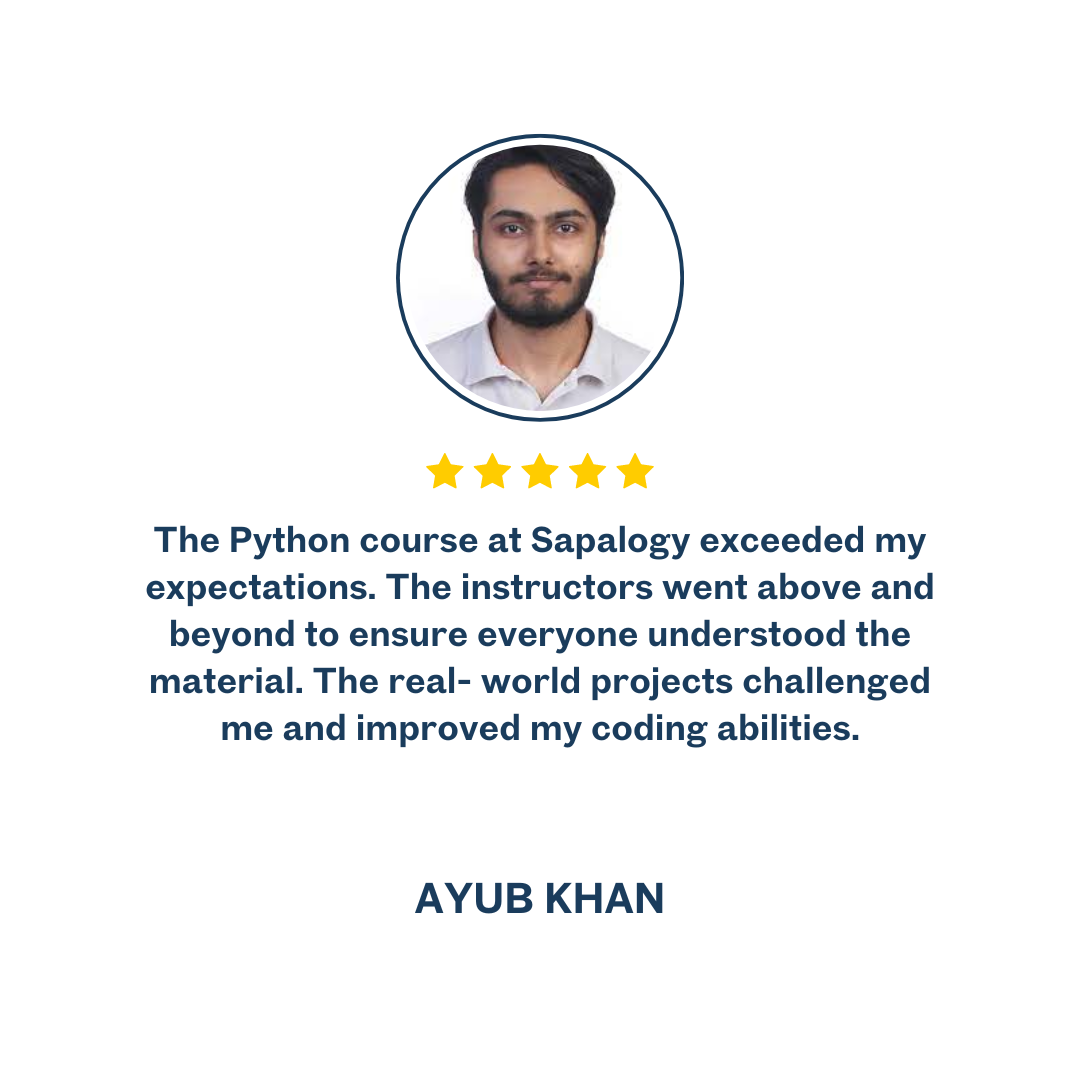 The Python course at Sapalogy exceeded my
expectations. The instructors went above and
beyond to ensure everyone understood the
material. The real- world projects challenged
me and improved my coding abilities.
AYUB KHAN